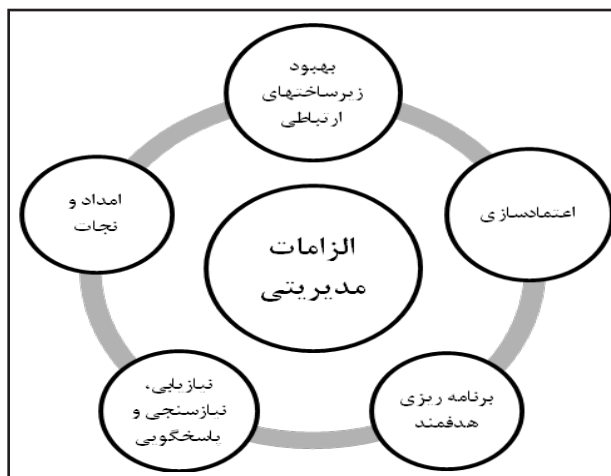 بهبود
زیرساختهای
ارتباطی
اعتمادسازی
برنامه ریزی
هدفمند
نیازیابی،
نیازسنجی و
پاسخگویی
امداد و
نجات
الزامات
مدیریتی